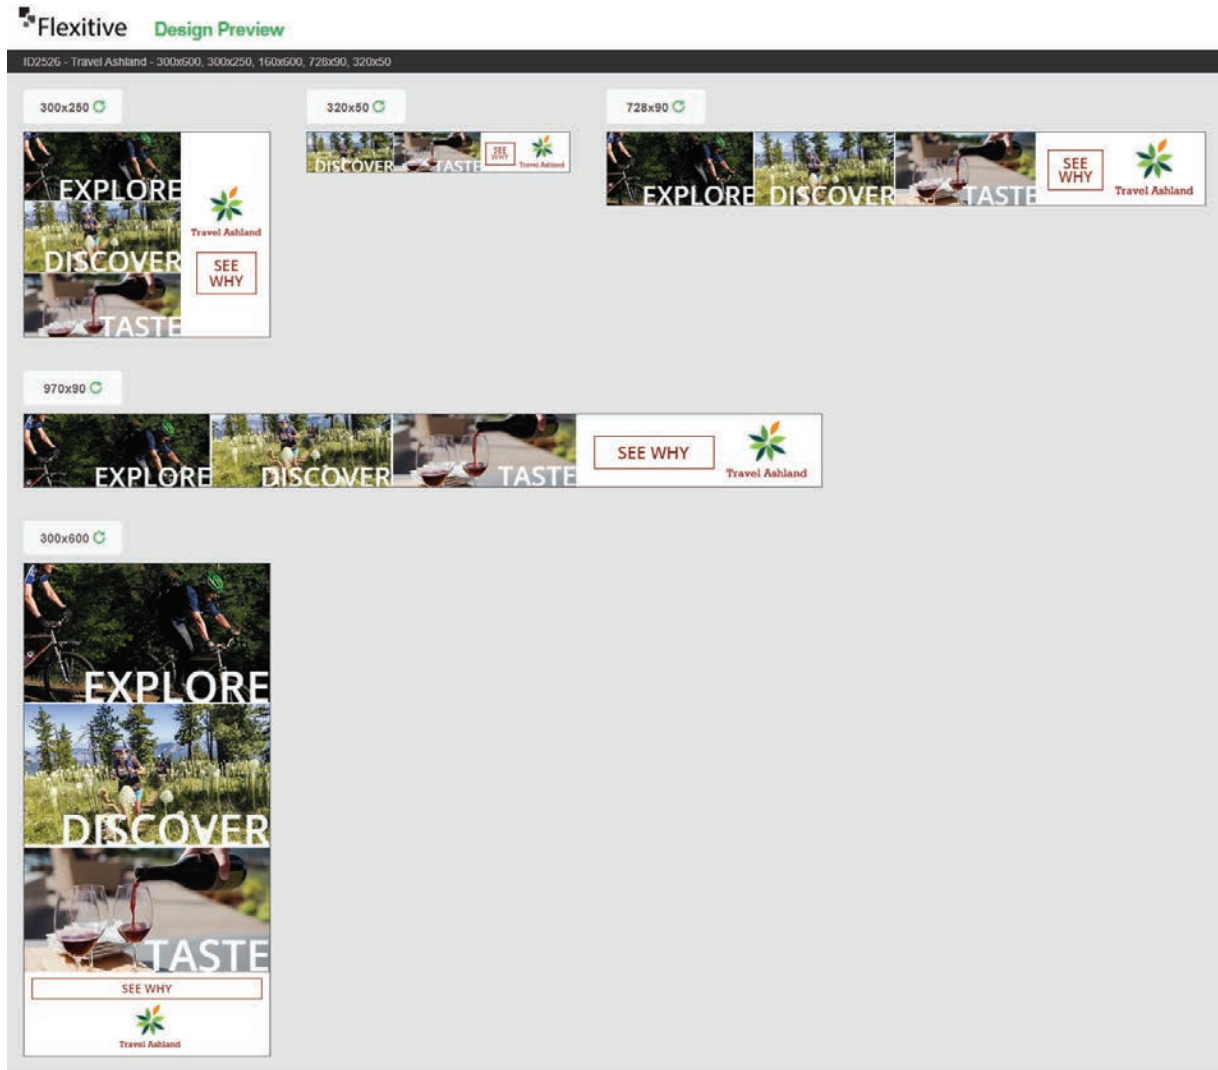 Flexitive Design Preview
ID2526 - Travel Ashland - 300x600, 300x250, 160x600, 728x90, 320x50
300x250
EXPLORE
DISCOVER
TASTE
Travel Ashland
SEE
WHY
320x50
DISCOVER
TASTE
SEE
WHY
Travel Ashland
728x90
EXPLORE
DISCOVER
TASTE
SEE
WHY
Travel Ashland
970x90
EXPLORE
DISCOVER
TASTE
SEE WHY
Travel Ashland
300x600
EXPLORE
DISCOVER
TASTE
SEE WHY
Travel Ashland